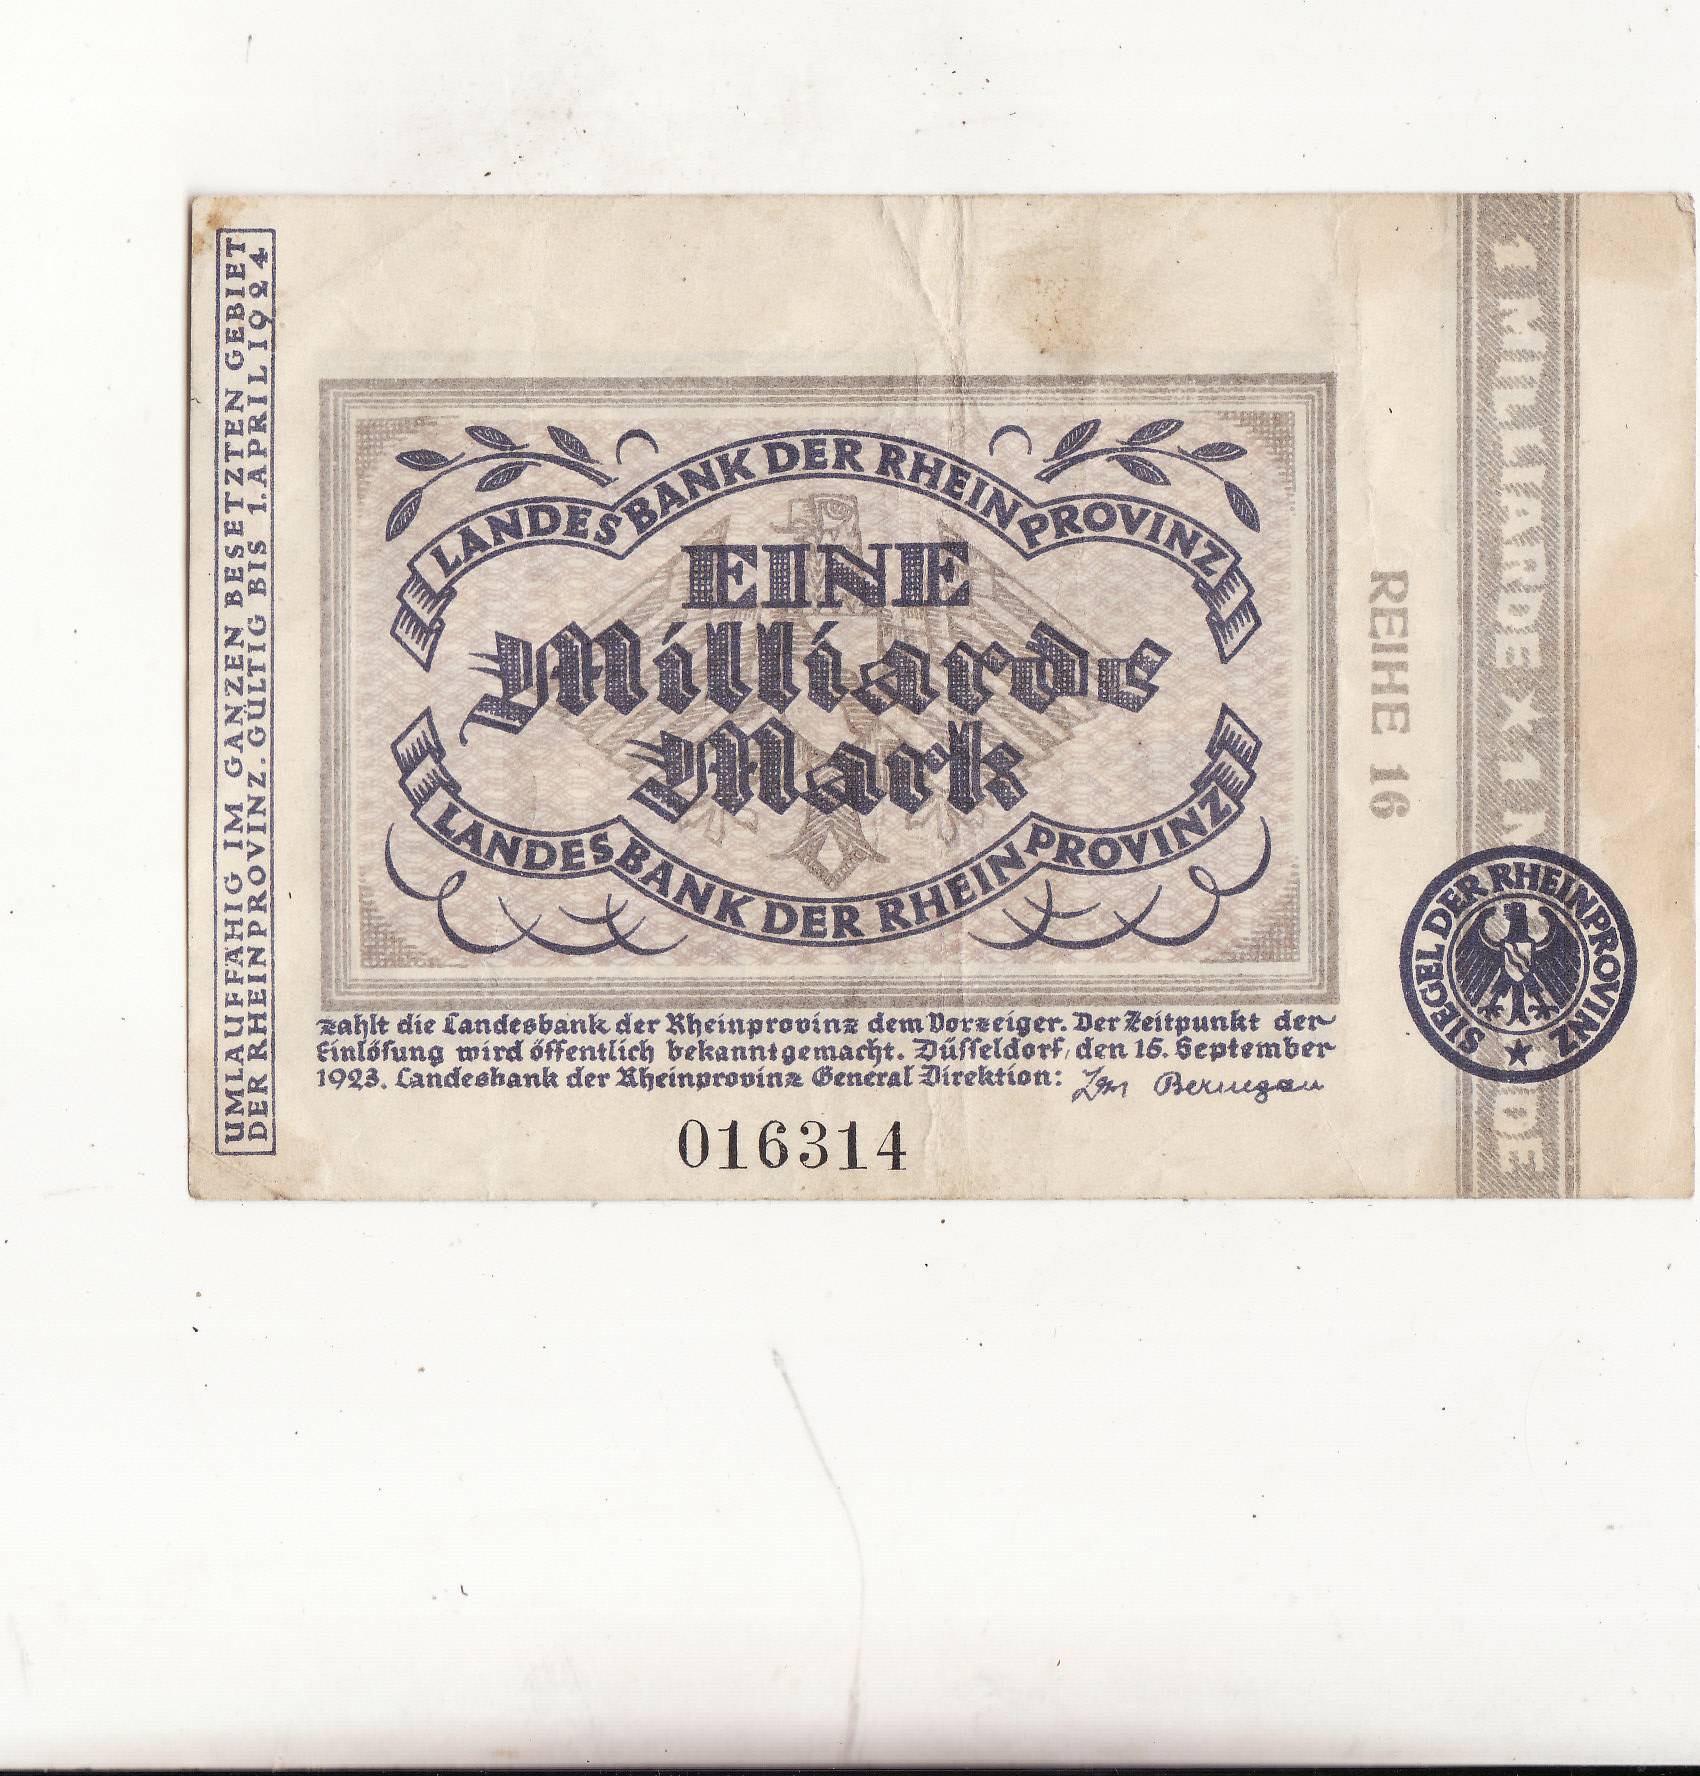 UMLAUFFÄHIG IM GANZEN BESETZTEN GEBIET
DER RHEINPROVINZ. GÜLTIG BIS 1. APRIL 1924
LANDESBANK DER RHEINPROVINZ
EINE
Milliarde
Mark
LANDESBANK DER RHEINPROVINZ
zahlt die Landesbank der Rheinprovinz dem Vorzeiger. Der Zeitpunkt der
Einlösung wird öffentlich bekanntgemacht. Düsseldorf, den 15. September
1923. Landesbank der Rheinprovinz General Direktion:
016314
REIHE 16
1 MILLIARDE X 1 M
DE
SIEGEL DER RHEINPROVINZ